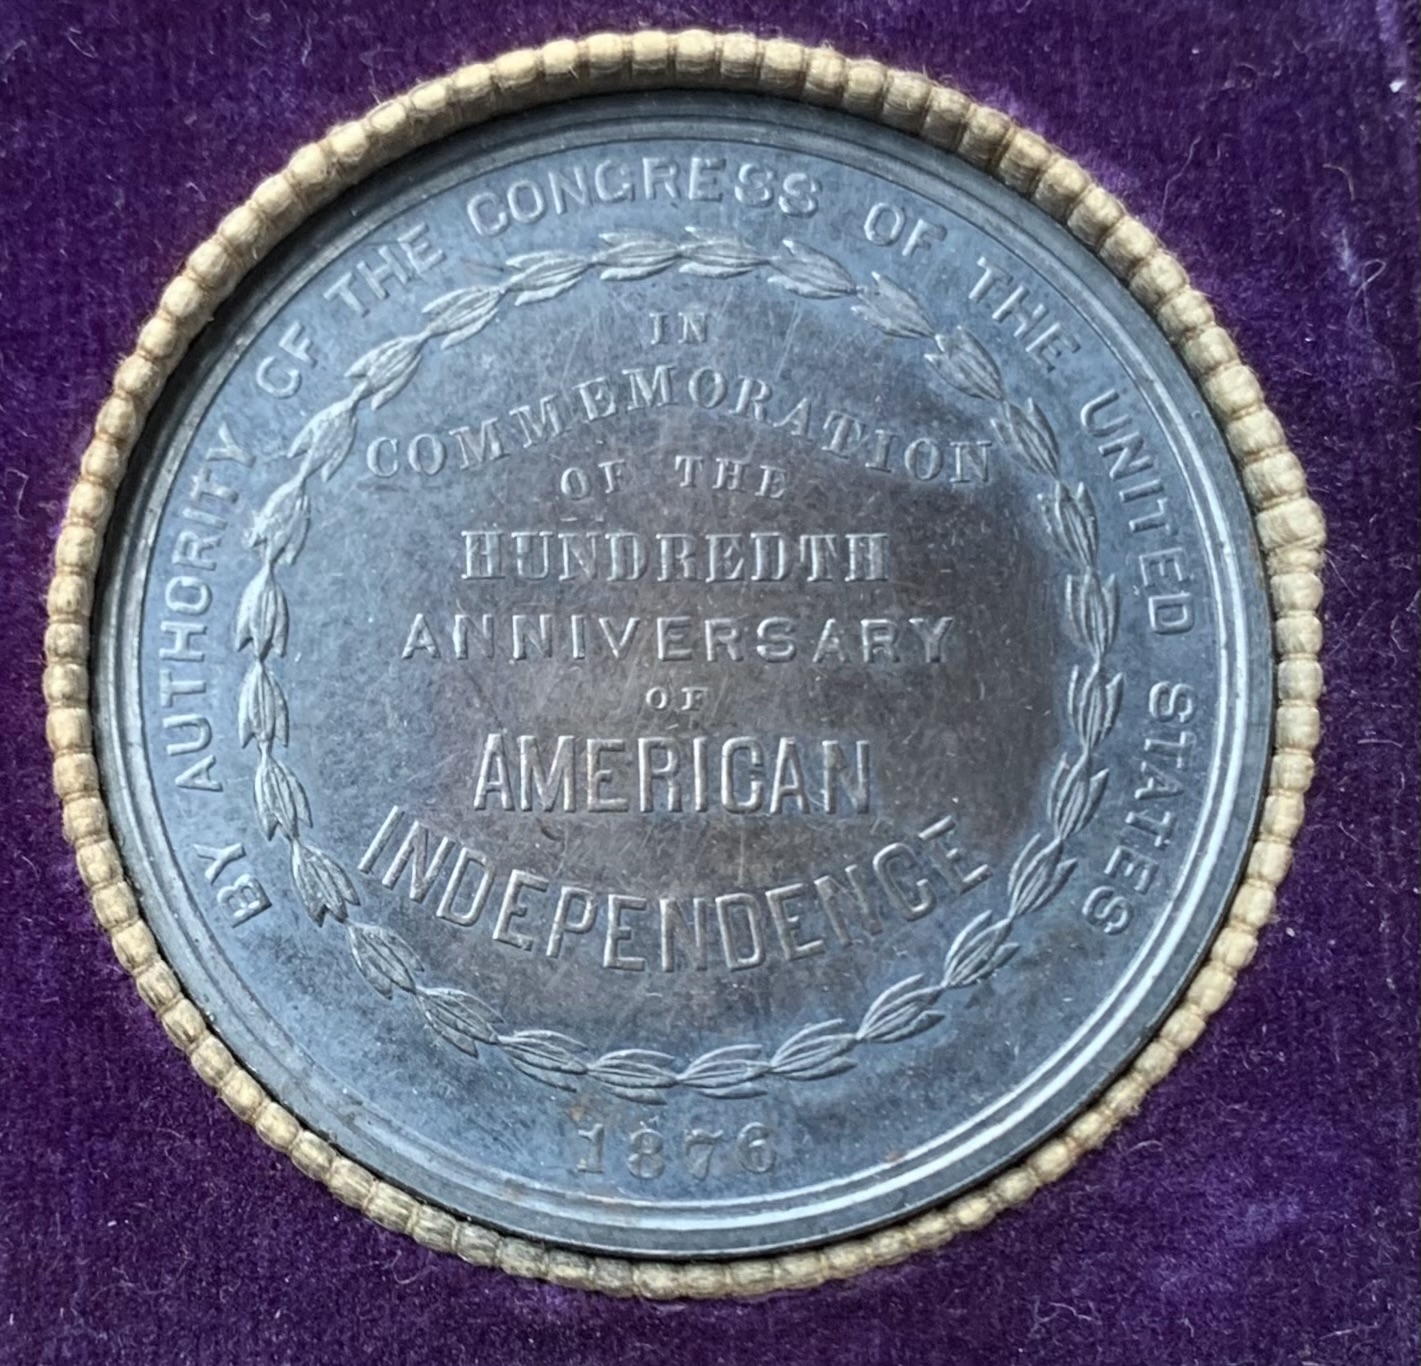 BY AUTHORITY OF THE CONGRESS OF THE UNITED STATES
IN
COMMEMORATION
OF THE
HUNDREDTH
ANNIVERSARY
OF
AMERICAN
INDEPENDENCE
1876